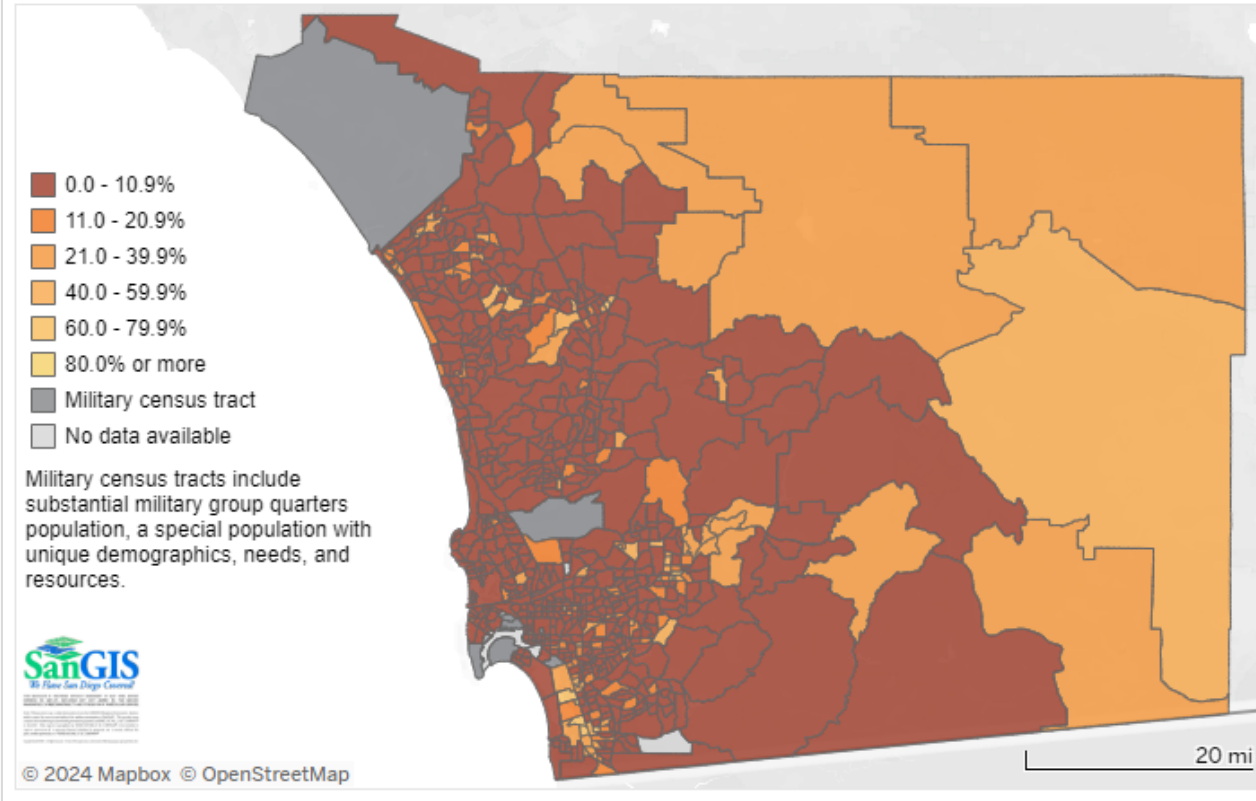 0.0 - 10.9%
11.0 - 20.9%
21.0 - 39.9%
40.0 - 59.9%
60.0 - 79.9%
80.0% or more
Military census tract
No data available
Military census tracts include
substantial military group quarters
population, a special population with
unique demographics, needs, and
resources.
SanGIS
We Have San Diego Covered!
20 mi
© 2024 Mapbox © OpenStreetMap